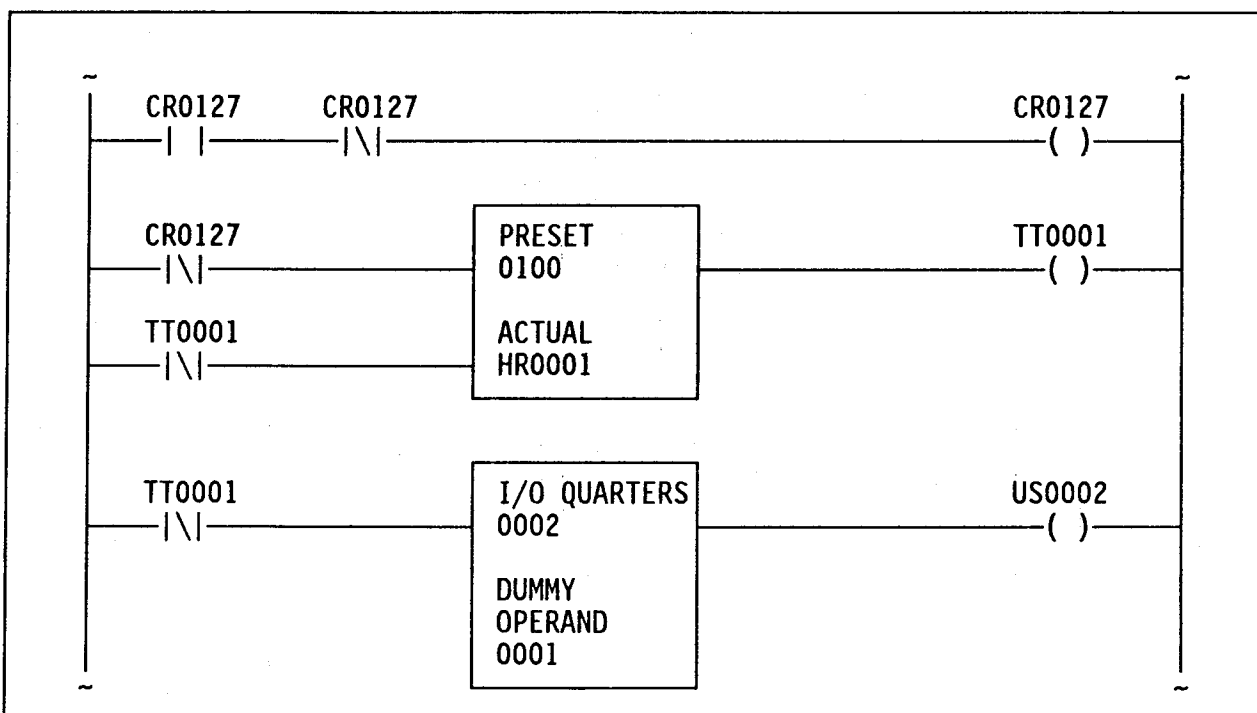 CR0127 CR0127 CR0127
CR0127 PRESET TT0001
0100
TT0001 ACTUAL
HR0001
TT0001 I/O QUARTERS US0002
0002
DUMMY
OPERAND
0001